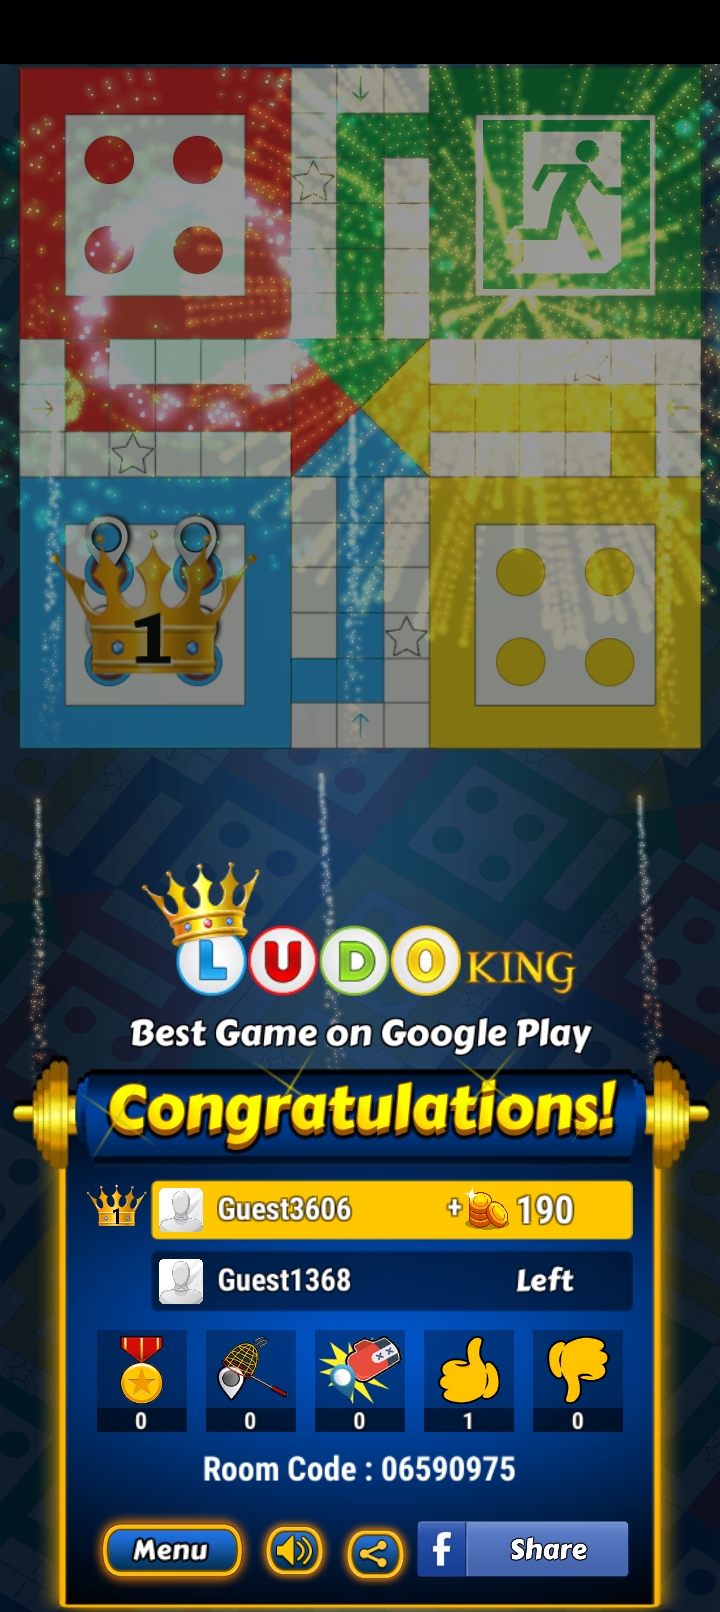 1
LUDO KING
Best Game on Google Play
Congratulations!
1 Guest3606 + 190
Guest1368 Left
0 0 0 1 0
Room Code : 06590975
Menu f Share